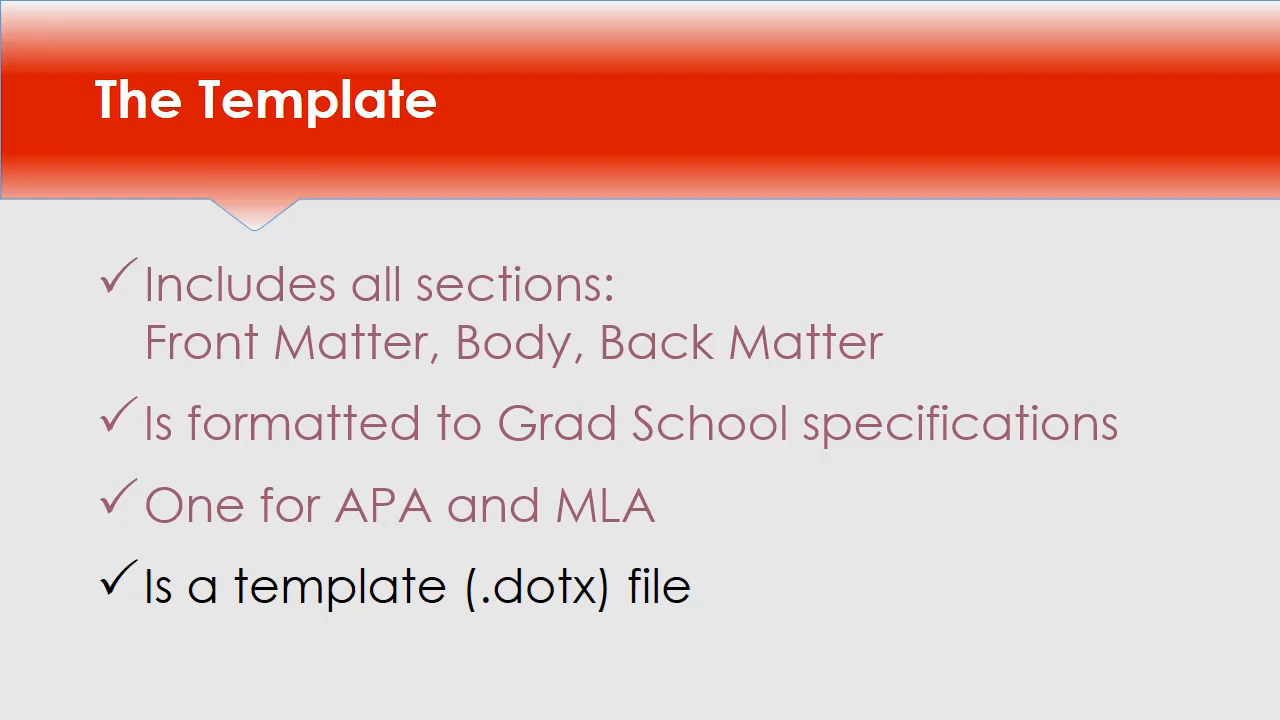 The Template
✓Includes all sections:
Front Matter, Body, Back Matter
✓Is formatted to Grad School specifications
✓One for APA and MLA
✓Is a template (.dotx) file